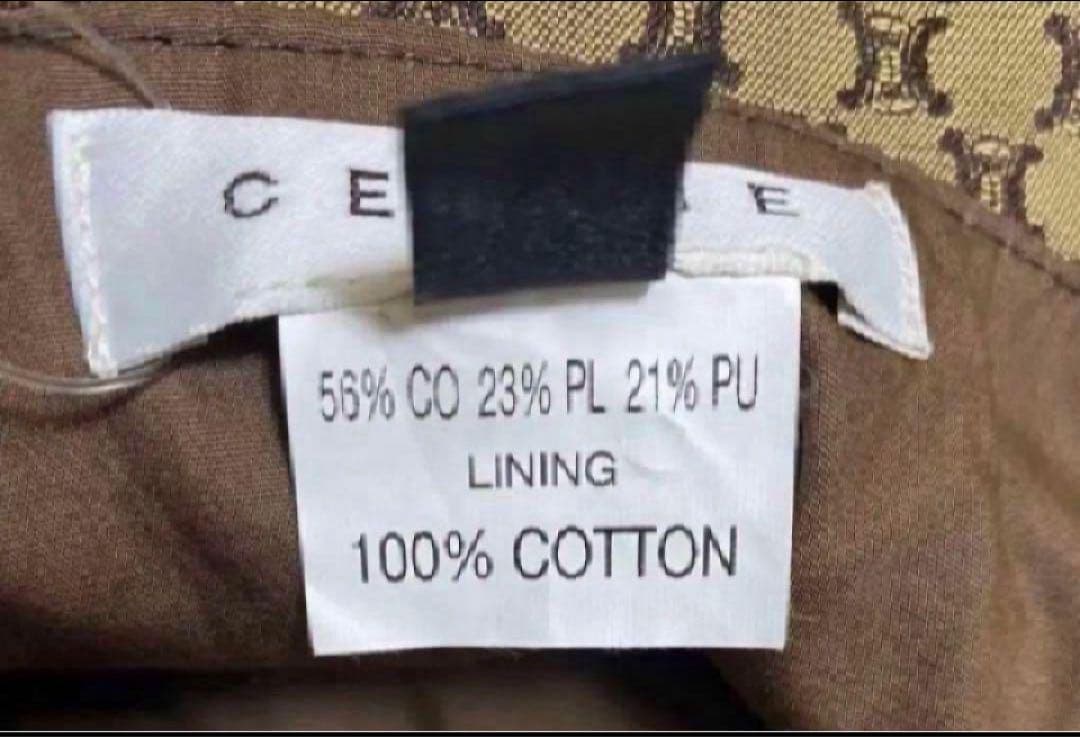 C E E
56% CO 23% PL 21% PU
LINING
100% COTTON